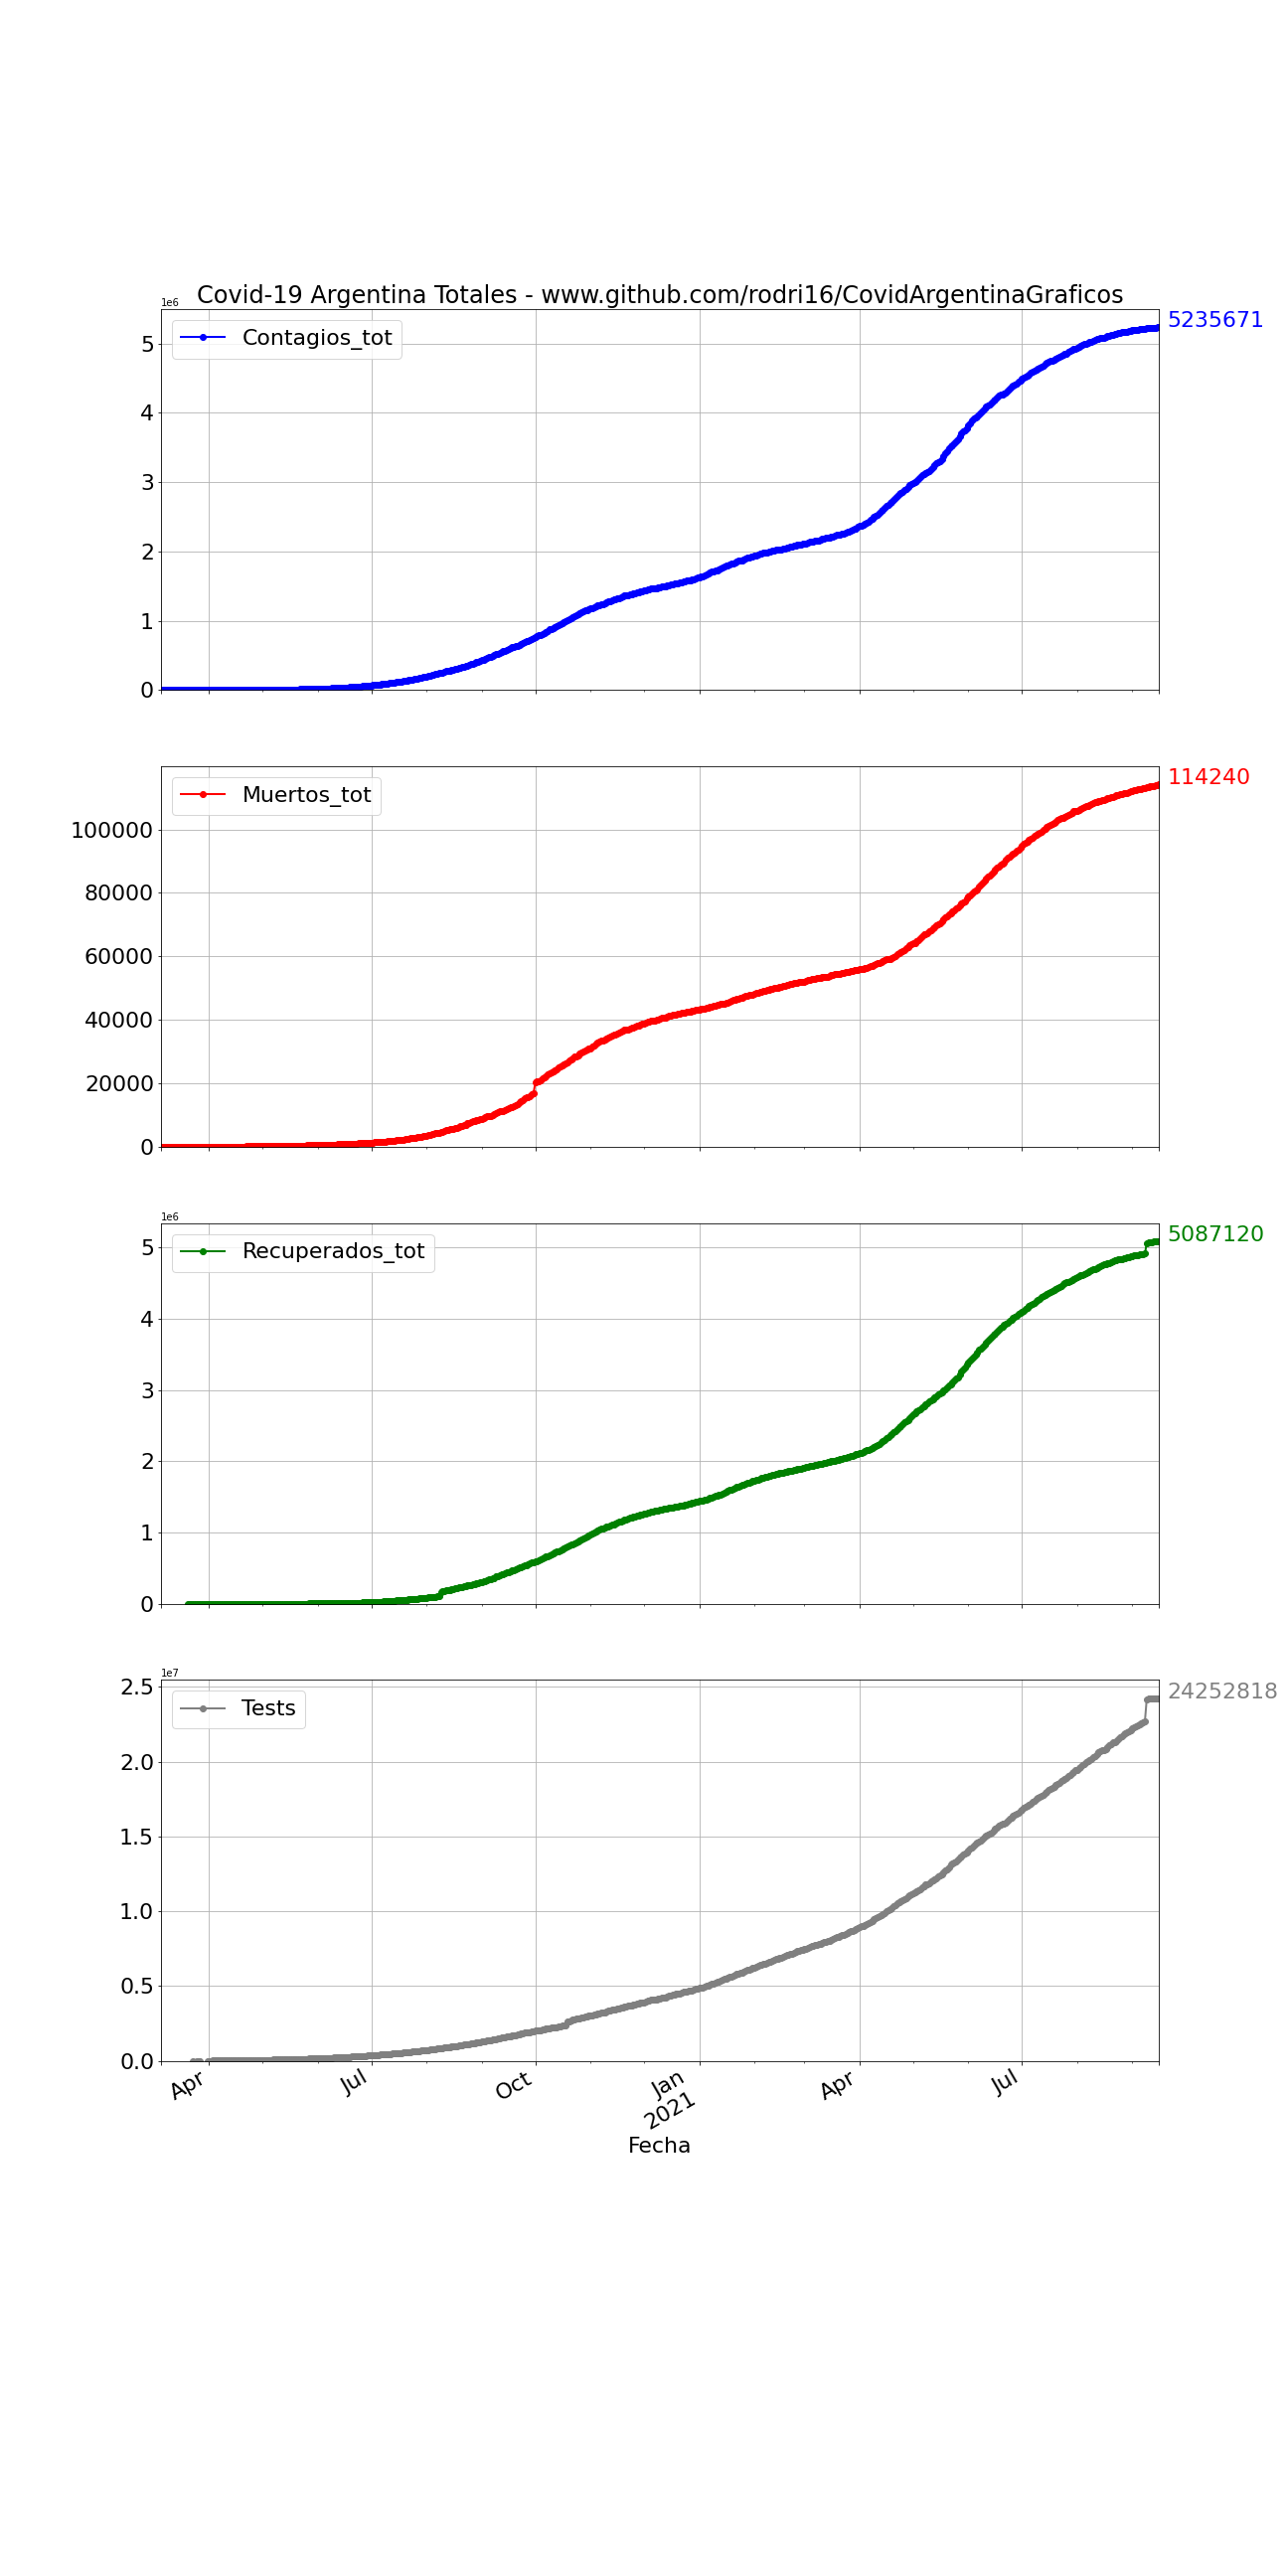 Covid-19 Argentina Totales - www.github.com/rodri16/CovidArgentinaGraficos
1e6
5235671
Contagios_tot
5
4
3
2
1
0
114240
Muertos_tot
100000
80000
60000
40000
20000
0
1e6
5087120
Recuperados_tot
5
4
3
2
1
0
1e7
24252818
Tests
2.5
2.0
1.5
1.0
0.5
0.0
Apr Jul Oct Jan Apr Jul
2021
Fecha